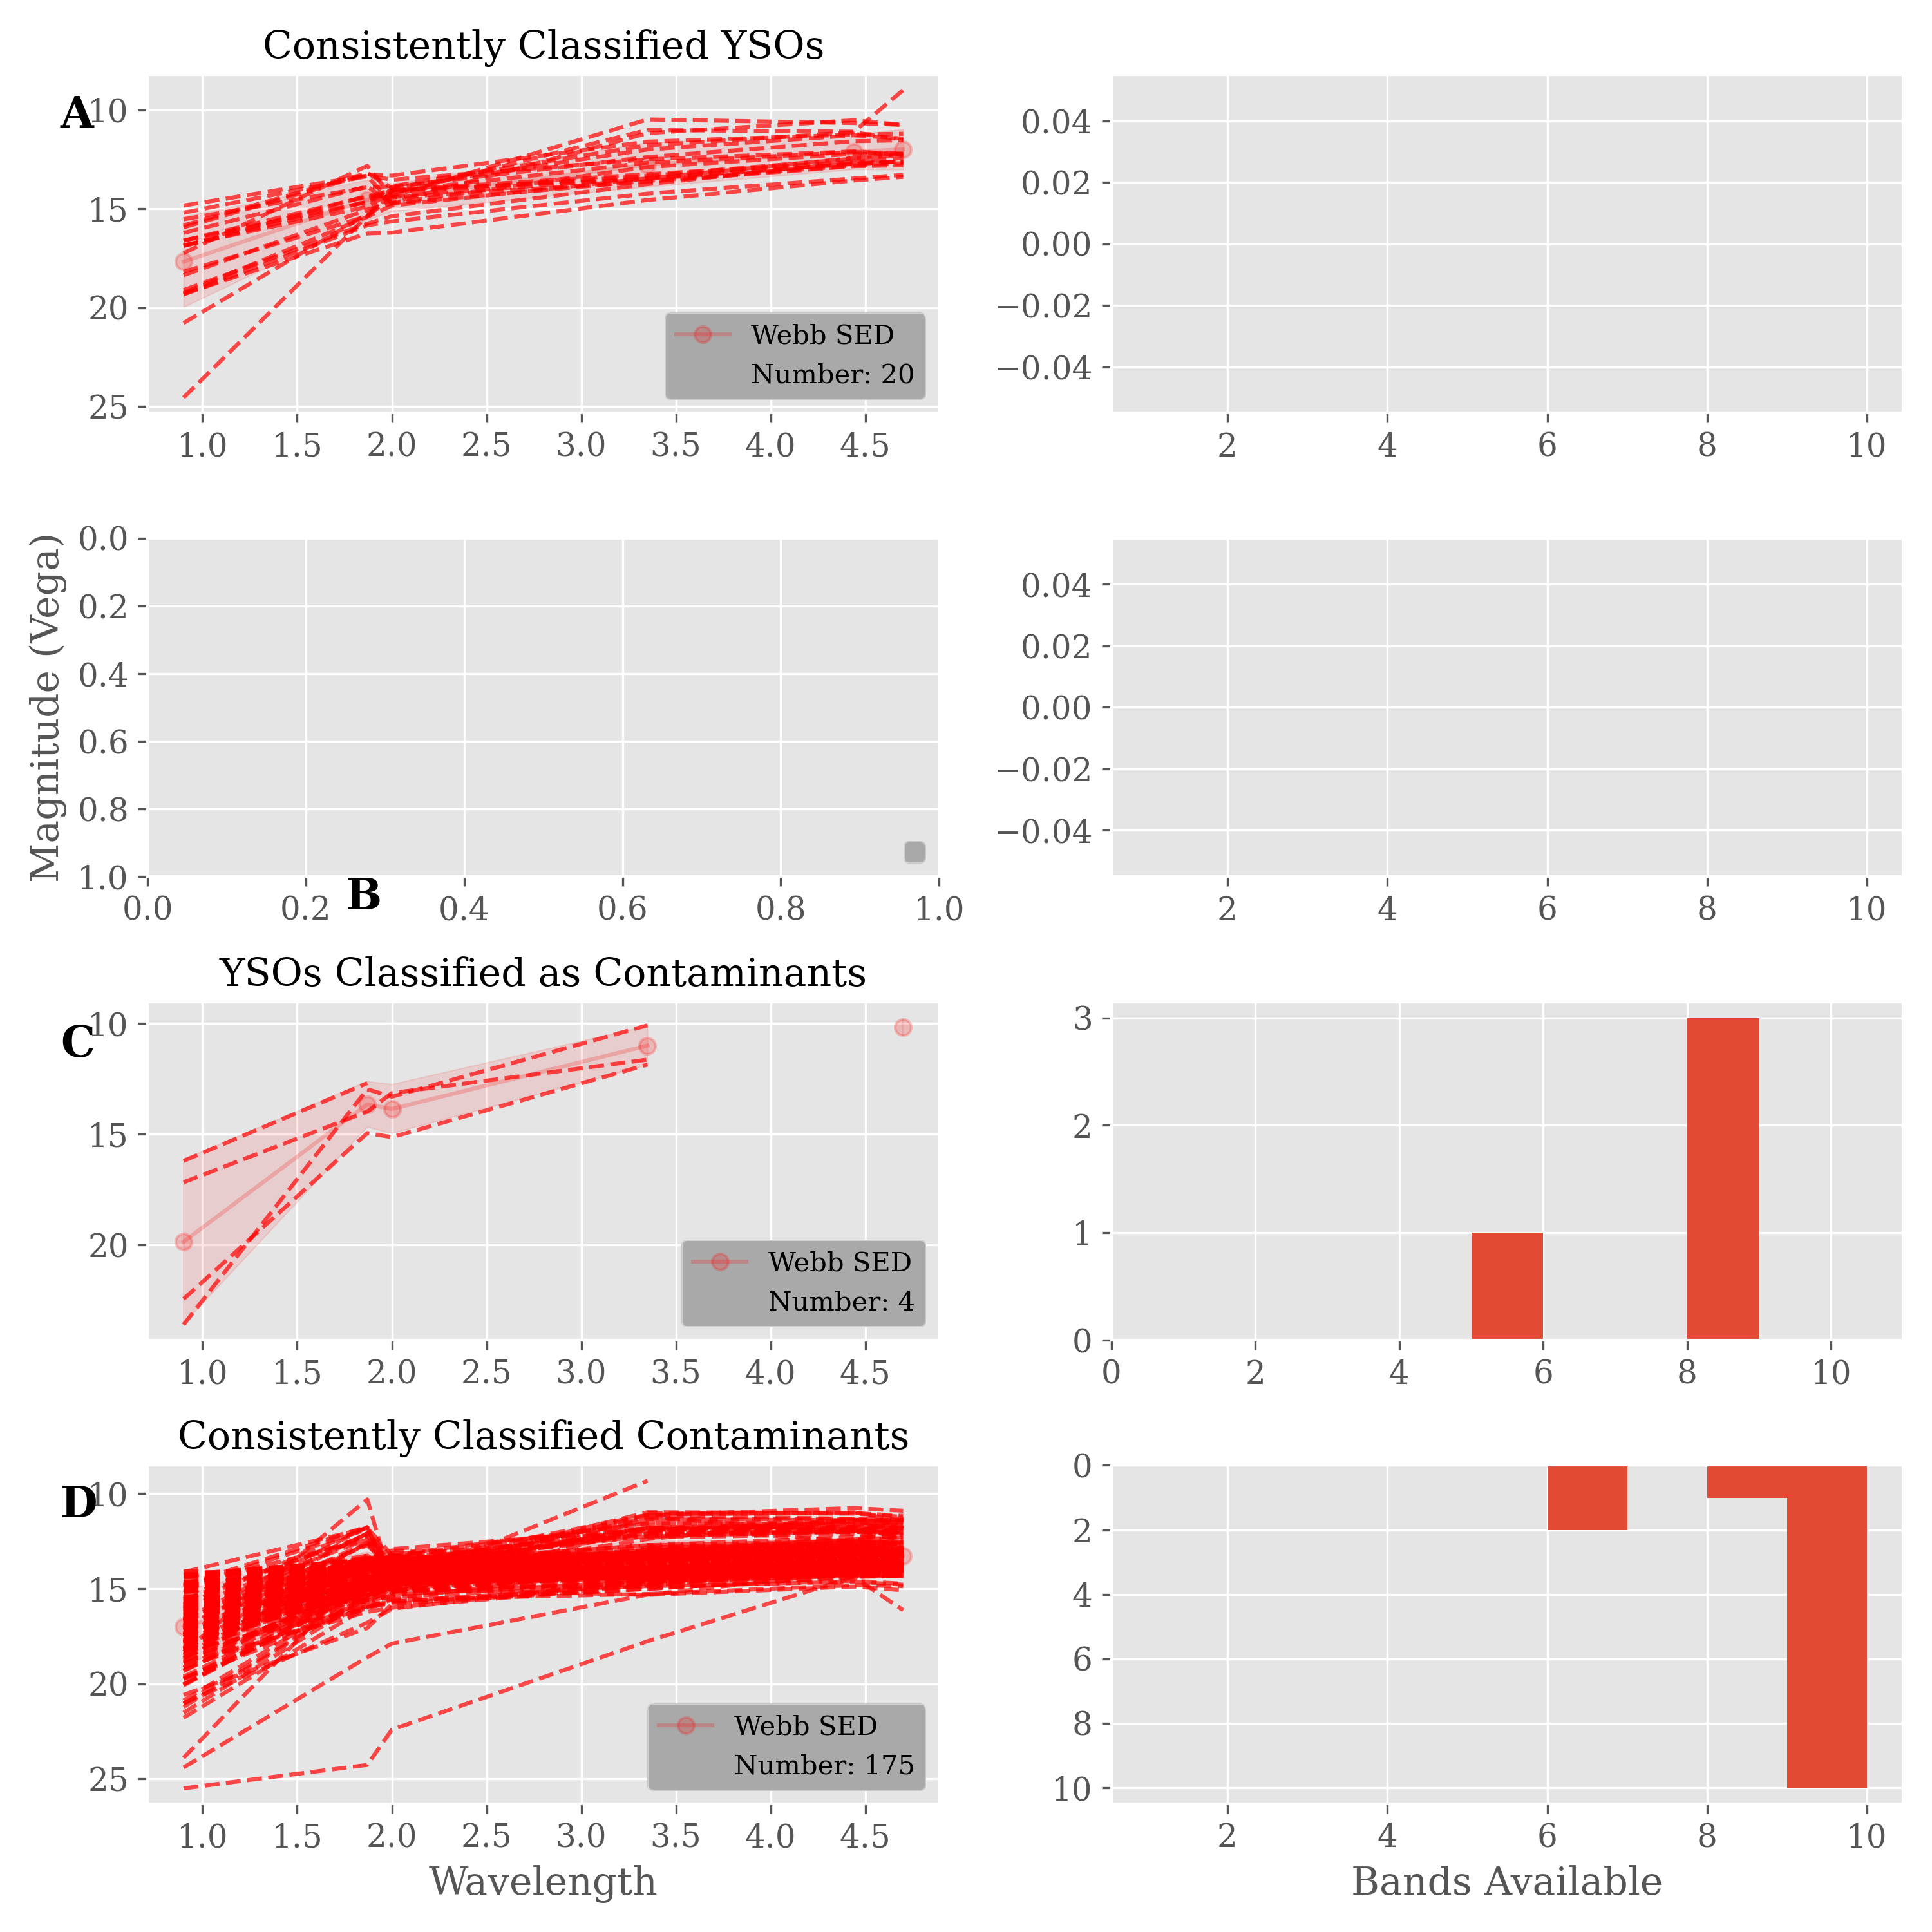 Consistently Classified YSOs
A
10
15
20
25
1.0 1.5 2.0 2.5 3.0 3.5 4.0 4.5
Webb SED
Number: 20
0.04
0.02
0.00
−0.02
−0.04
2 4 6 8 10
Magnitude (Vega)
0.0
0.2
0.4
0.6
0.8
1.0
0.0 0.2 0.4 0.6 0.8 1.0
B
0.04
0.02
0.00
−0.02
−0.04
2 4 6 8 10
YSOs Classified as Contaminants
C
10
15
20
1.0 1.5 2.0 2.5 3.0 3.5 4.0 4.5
Webb SED
Number: 4
3
2
1
0
0 2 4 6 8 10
Consistently Classified Contaminants
D
10
15
20
25
1.0 1.5 2.0 2.5 3.0 3.5 4.0 4.5
Webb SED
Number: 175
Wavelength
0
2
4
6
8
10
2 4 6 8 10
Bands Available